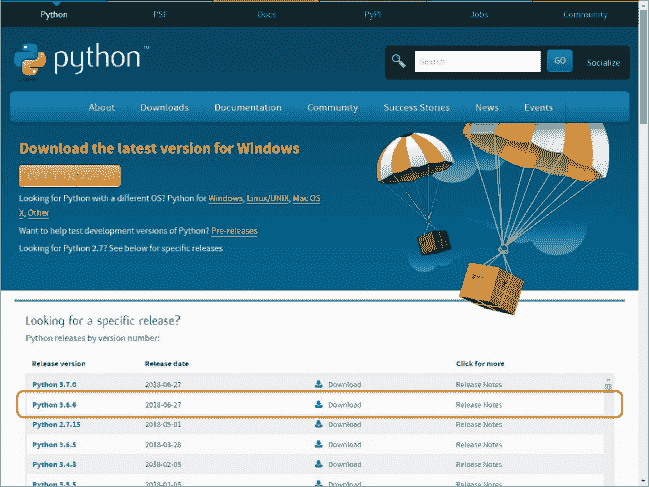 Python PSF Docs PyPI Jobs Community
python™
Search GO Socialize
About Downloads Documentation Community Success Stories News Events
Download the latest version for Windows
Looking for Python with a different OS? Python for Windows, Linux/UNIX, Mac OS
X, Other
Want to help test development versions of Python? Pre-releases
Looking for Python 2.7? See below for specific releases
Looking for a specific release?
Python releases by version number:
Release version Release date Click for more
Python 3.7.0 2018-06-27 Download Release Notes
Python 3.6.6 2018-06-27 Download Release Notes
Python 2.7.15 2018-05-01 Download Release Notes
Python 3.6.5 2018-03-28 Download Release Notes
Python 3.4.8 2018-02-05 Download Release Notes
Python 3.5.5 2018-02-05 Download Release Notes